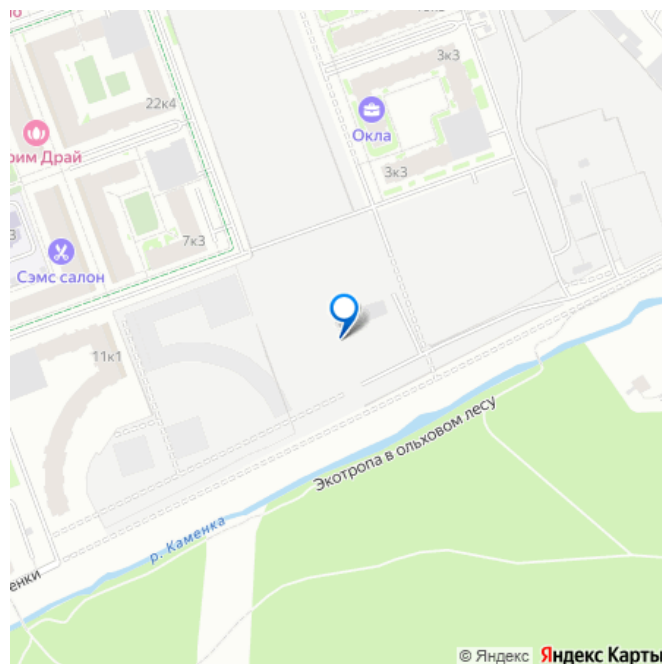 3к3
22к4
Окла
рим Драй
3к3
7к3
Сэмс салон
11к1
Экотропа в ольховом лесу
р. Каменка
енки
© Яндекс Яндекс Карты